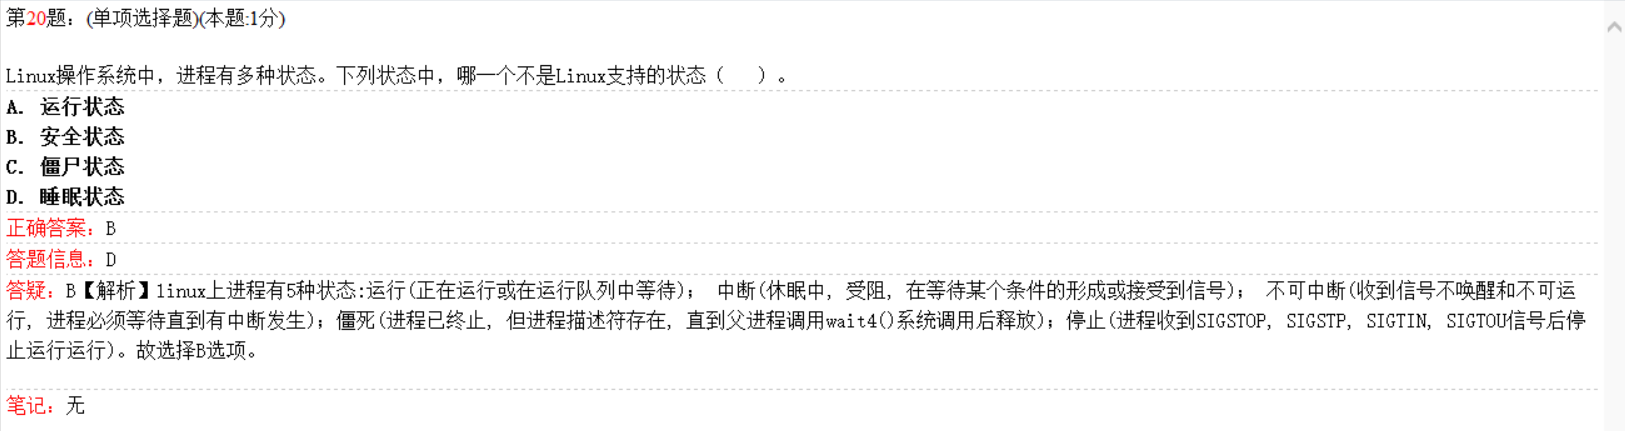 第20题：(单项选择题)(本题:1分)
Linux操作系统中，进程有多种状态。下列状态中，哪一个不是Linux支持的状态（　　）。
A. 运行状态
B. 安全状态
C. 僵尸状态
D. 睡眠状态
正确答案：B
答题信息：D
答疑：B【解析】linux上进程有5种状态:运行(正在运行或在运行队列中等待)； 中断(休眠中, 受阻, 在等待某个条件的形成或接受到信号)； 不可中断(收到信号不唤醒和不可运
行, 进程必须等待直到有中断发生)；僵死(进程已终止, 但进程描述符存在, 直到父进程调用wait4()系统调用后释放)；停止(进程收到SIGSTOP, SIGSTP, SIGTIN, SIGTOU信号后停
止运行运行)。故选择B选项。
笔记：无